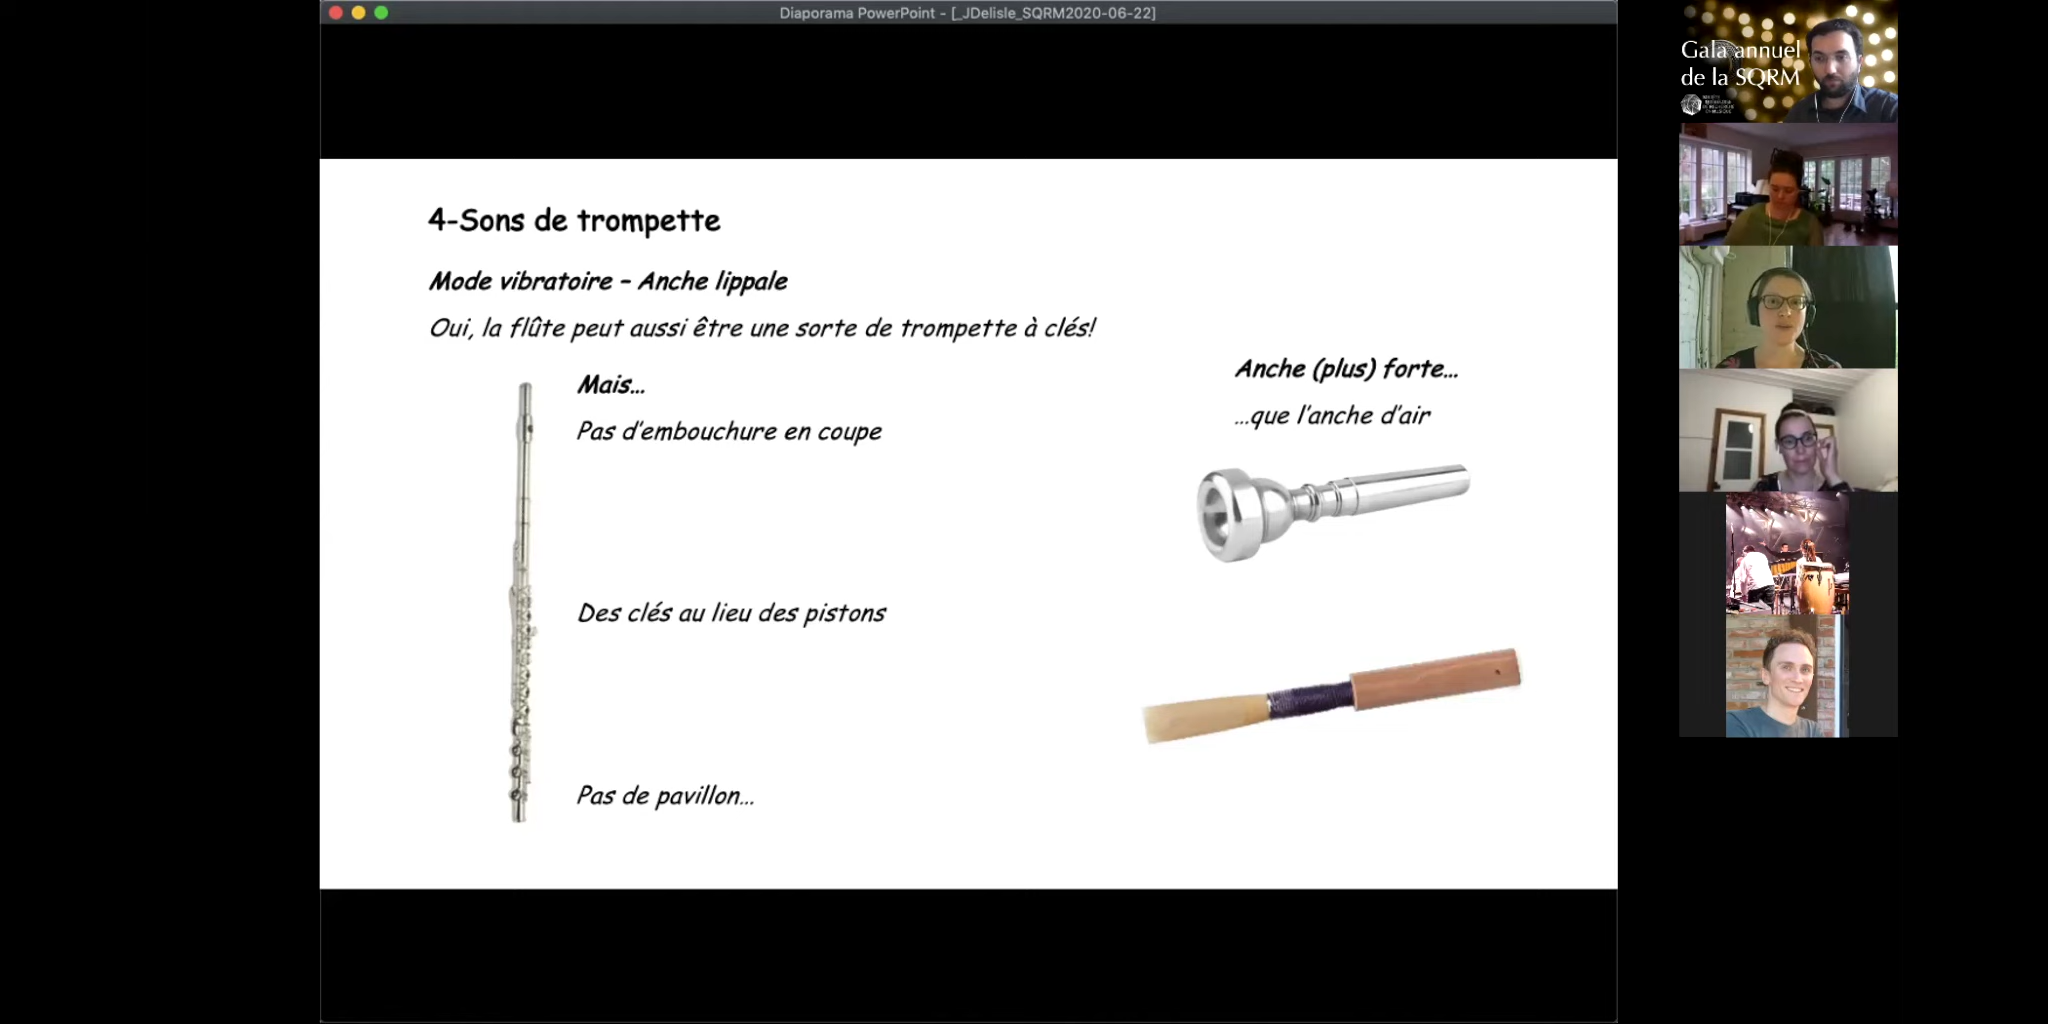 Diaporama PowerPoint - [_JDelisle_SQRM2020-06-22]
4-Sons de trompette
Mode vibratoire – Anche lippale
Oui, la flûte peut aussi être une sorte de trompette à clés!
Mais...
Pas d'embouchure en coupe
Des clés au lieu des pistons
Pas de pavillon...
Anche (plus) forte...
...que l'anche d'air
Gala annuel
de la SQRM